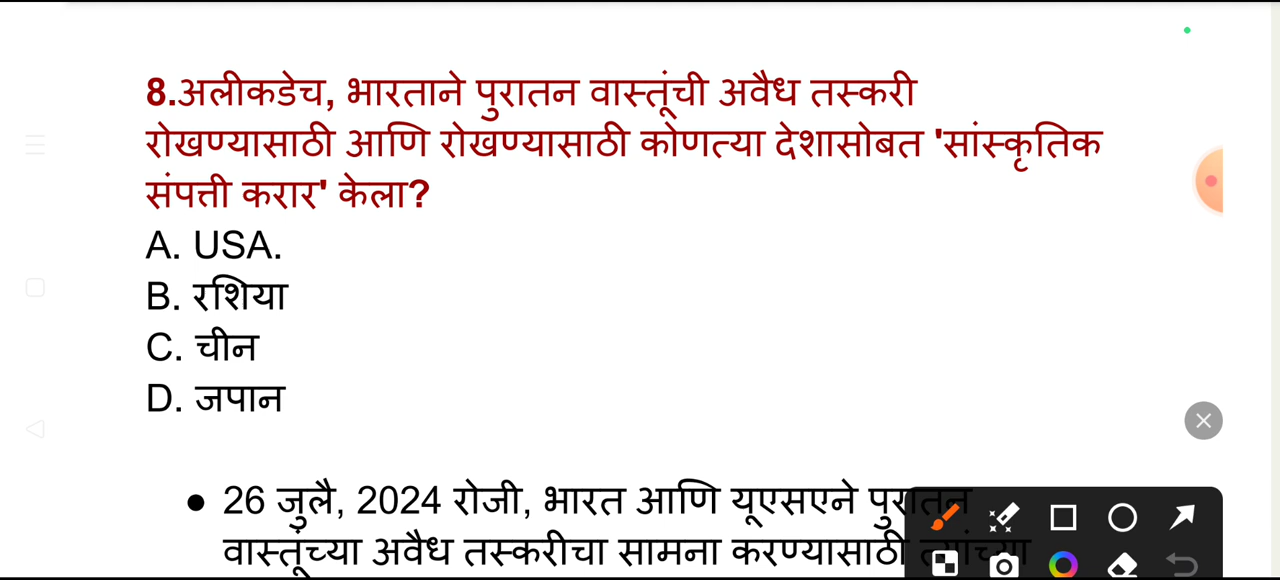 8.अलीकडेच, भारताने पुरातन वास्तूंची अवैध तस्करी
रोखण्यासाठी आणि रोखण्यासाठी कोणत्या देशासोबत 'सांस्कृतिक
संपत्ती करार' केला?
A. USA.
B. रशिया
C. चीन
D. जपान
● 26 जुलै, 2024 रोजी, भारत आणि यूएसएने पुरातन
वास्तूंच्या अवैध तस्करीचा सामना करण्यासाठी त्यांच्या